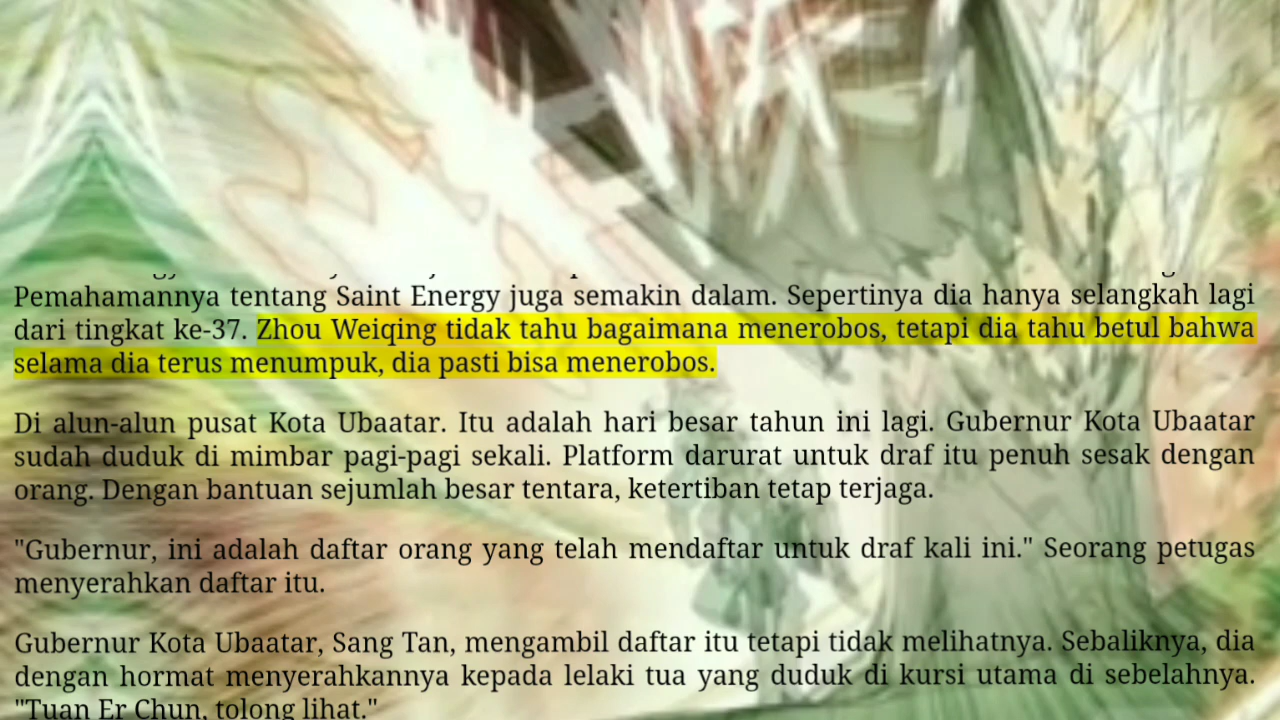 Pemahamannya tentang Saint Energy juga semakin dalam. Sepertinya dia hanya selangkah lagi
dari tingkat ke-37. Zhou Weiqing tidak tahu bagaimana menerobos, tetapi dia tahu betul bahwa
selama dia terus menumpuk, dia pasti bisa menerobos.
Di alun-alun pusat Kota Ubaatar. Itu adalah hari besar tahun ini lagi. Gubernur Kota Ubaatar
sudah duduk di mimbar pagi-pagi sekali. Platform darurat untuk draf itu penuh sesak dengan
orang. Dengan bantuan sejumlah besar tentara, ketertiban tetap terjaga.
"Gubernur, ini adalah daftar orang yang telah mendaftar untuk draf kali ini." Seorang petugas
menyerahkan daftar itu.
Gubernur Kota Ubaatar, Sang Tan, mengambil daftar itu tetapi tidak melihatnya. Sebaliknya, dia
dengan hormat menyerahkannya kepada lelaki tua yang duduk di kursi utama di sebelahnya.
"Tuan Er Chun, tolong lihat."